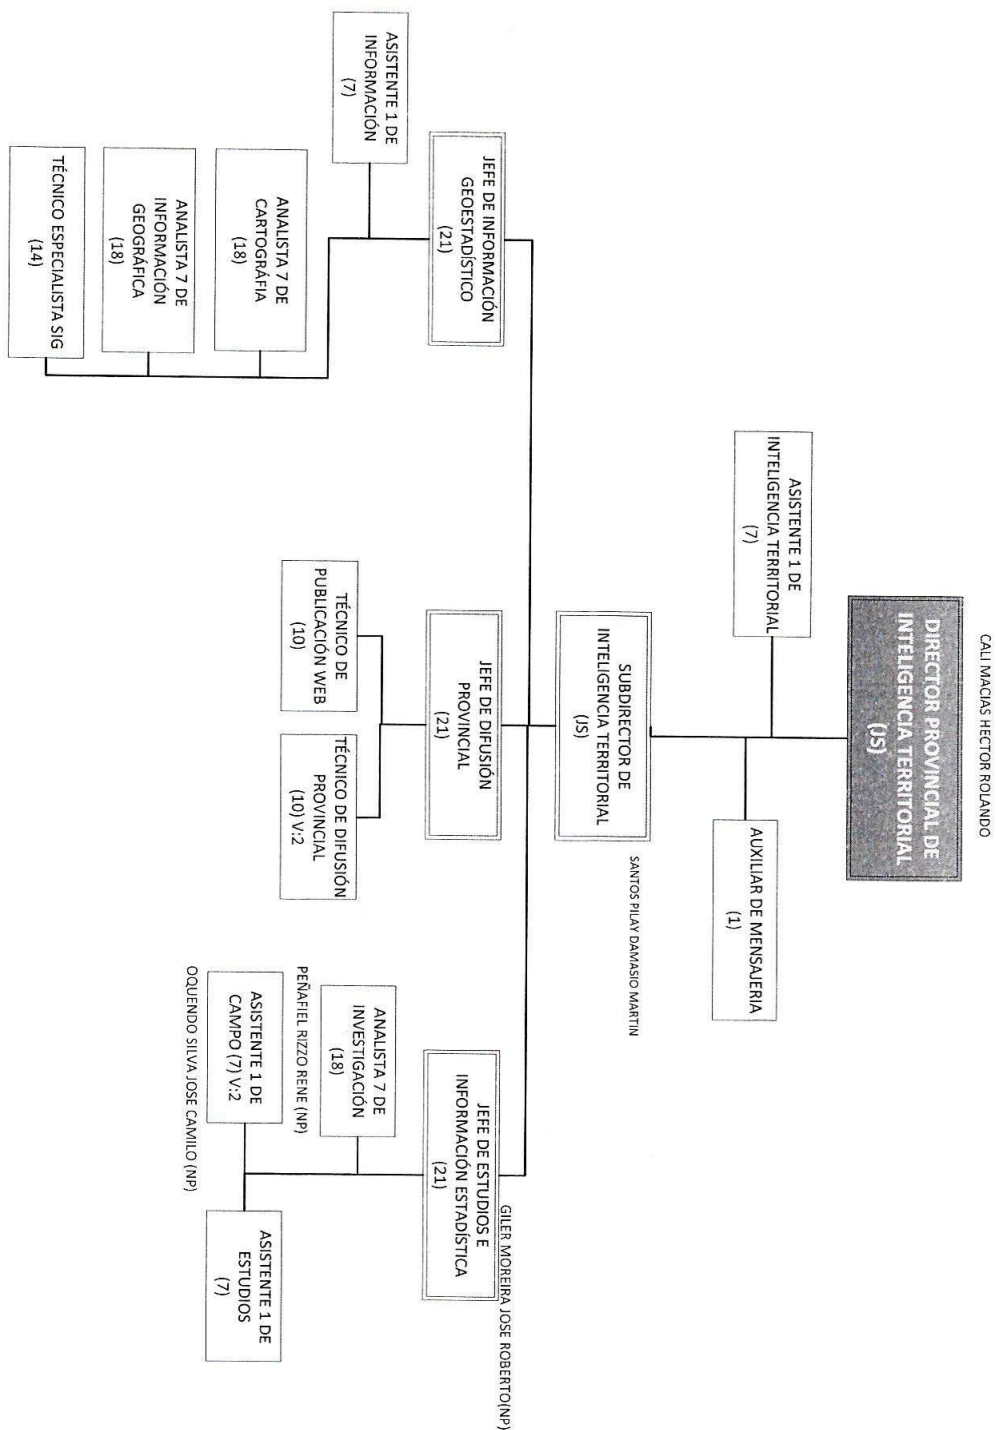 CALI MACIAS HECTOR ROLANDO
DIRECTOR PROVINCIAL DE
INTELIGENCIA TERRITORIAL
(JS)
ASISTENTE 1 DE
INTELIGENCIA TERRITORIAL
(7)
AUXILIAR DE MENSAJERIA
(1)
SANTOS PILAY DAMASIO MARTIN
SUBDIRECTOR DE
INTELIGENCIA TERRITORIAL
(JS)
JEFE DE INFORMACIÓN
GEOESTADÍSTICO
(21)
ASISTENTE 1 DE
INFORMACIÓN
(7)
ANALISTA 7 DE
CARTOGRÁFIA
(18)
ANALISTA 7 DE
INFORMACIÓN
GEOGRÁFICA
(18)
TÉCNICO ESPECIALISTA SIG
(14)
JEFE DE DIFUSIÓN
PROVINCIAL
(21)
TÉCNICO DE
PUBLICACIÓN WEB
(10)
TÉCNICO DE DIFUSIÓN
PROVINCIAL
(10) V:2
GILER MOREIRA JOSE ROBERTO(NP)
JEFE DE ESTUDIOS E
INFORMACIÓN ESTADÍSTICA
(21)
ANALISTA 7 DE
INVESTIGACIÓN
(18)
PEÑAFIEL RIZZO RENE (NP)
ASISTENTE 1 DE
CAMPO (7) V:2
OQUENDO SILVA JOSE CAMILO (NP)
ASISTENTE 1 DE
ESTUDIOS
(7)